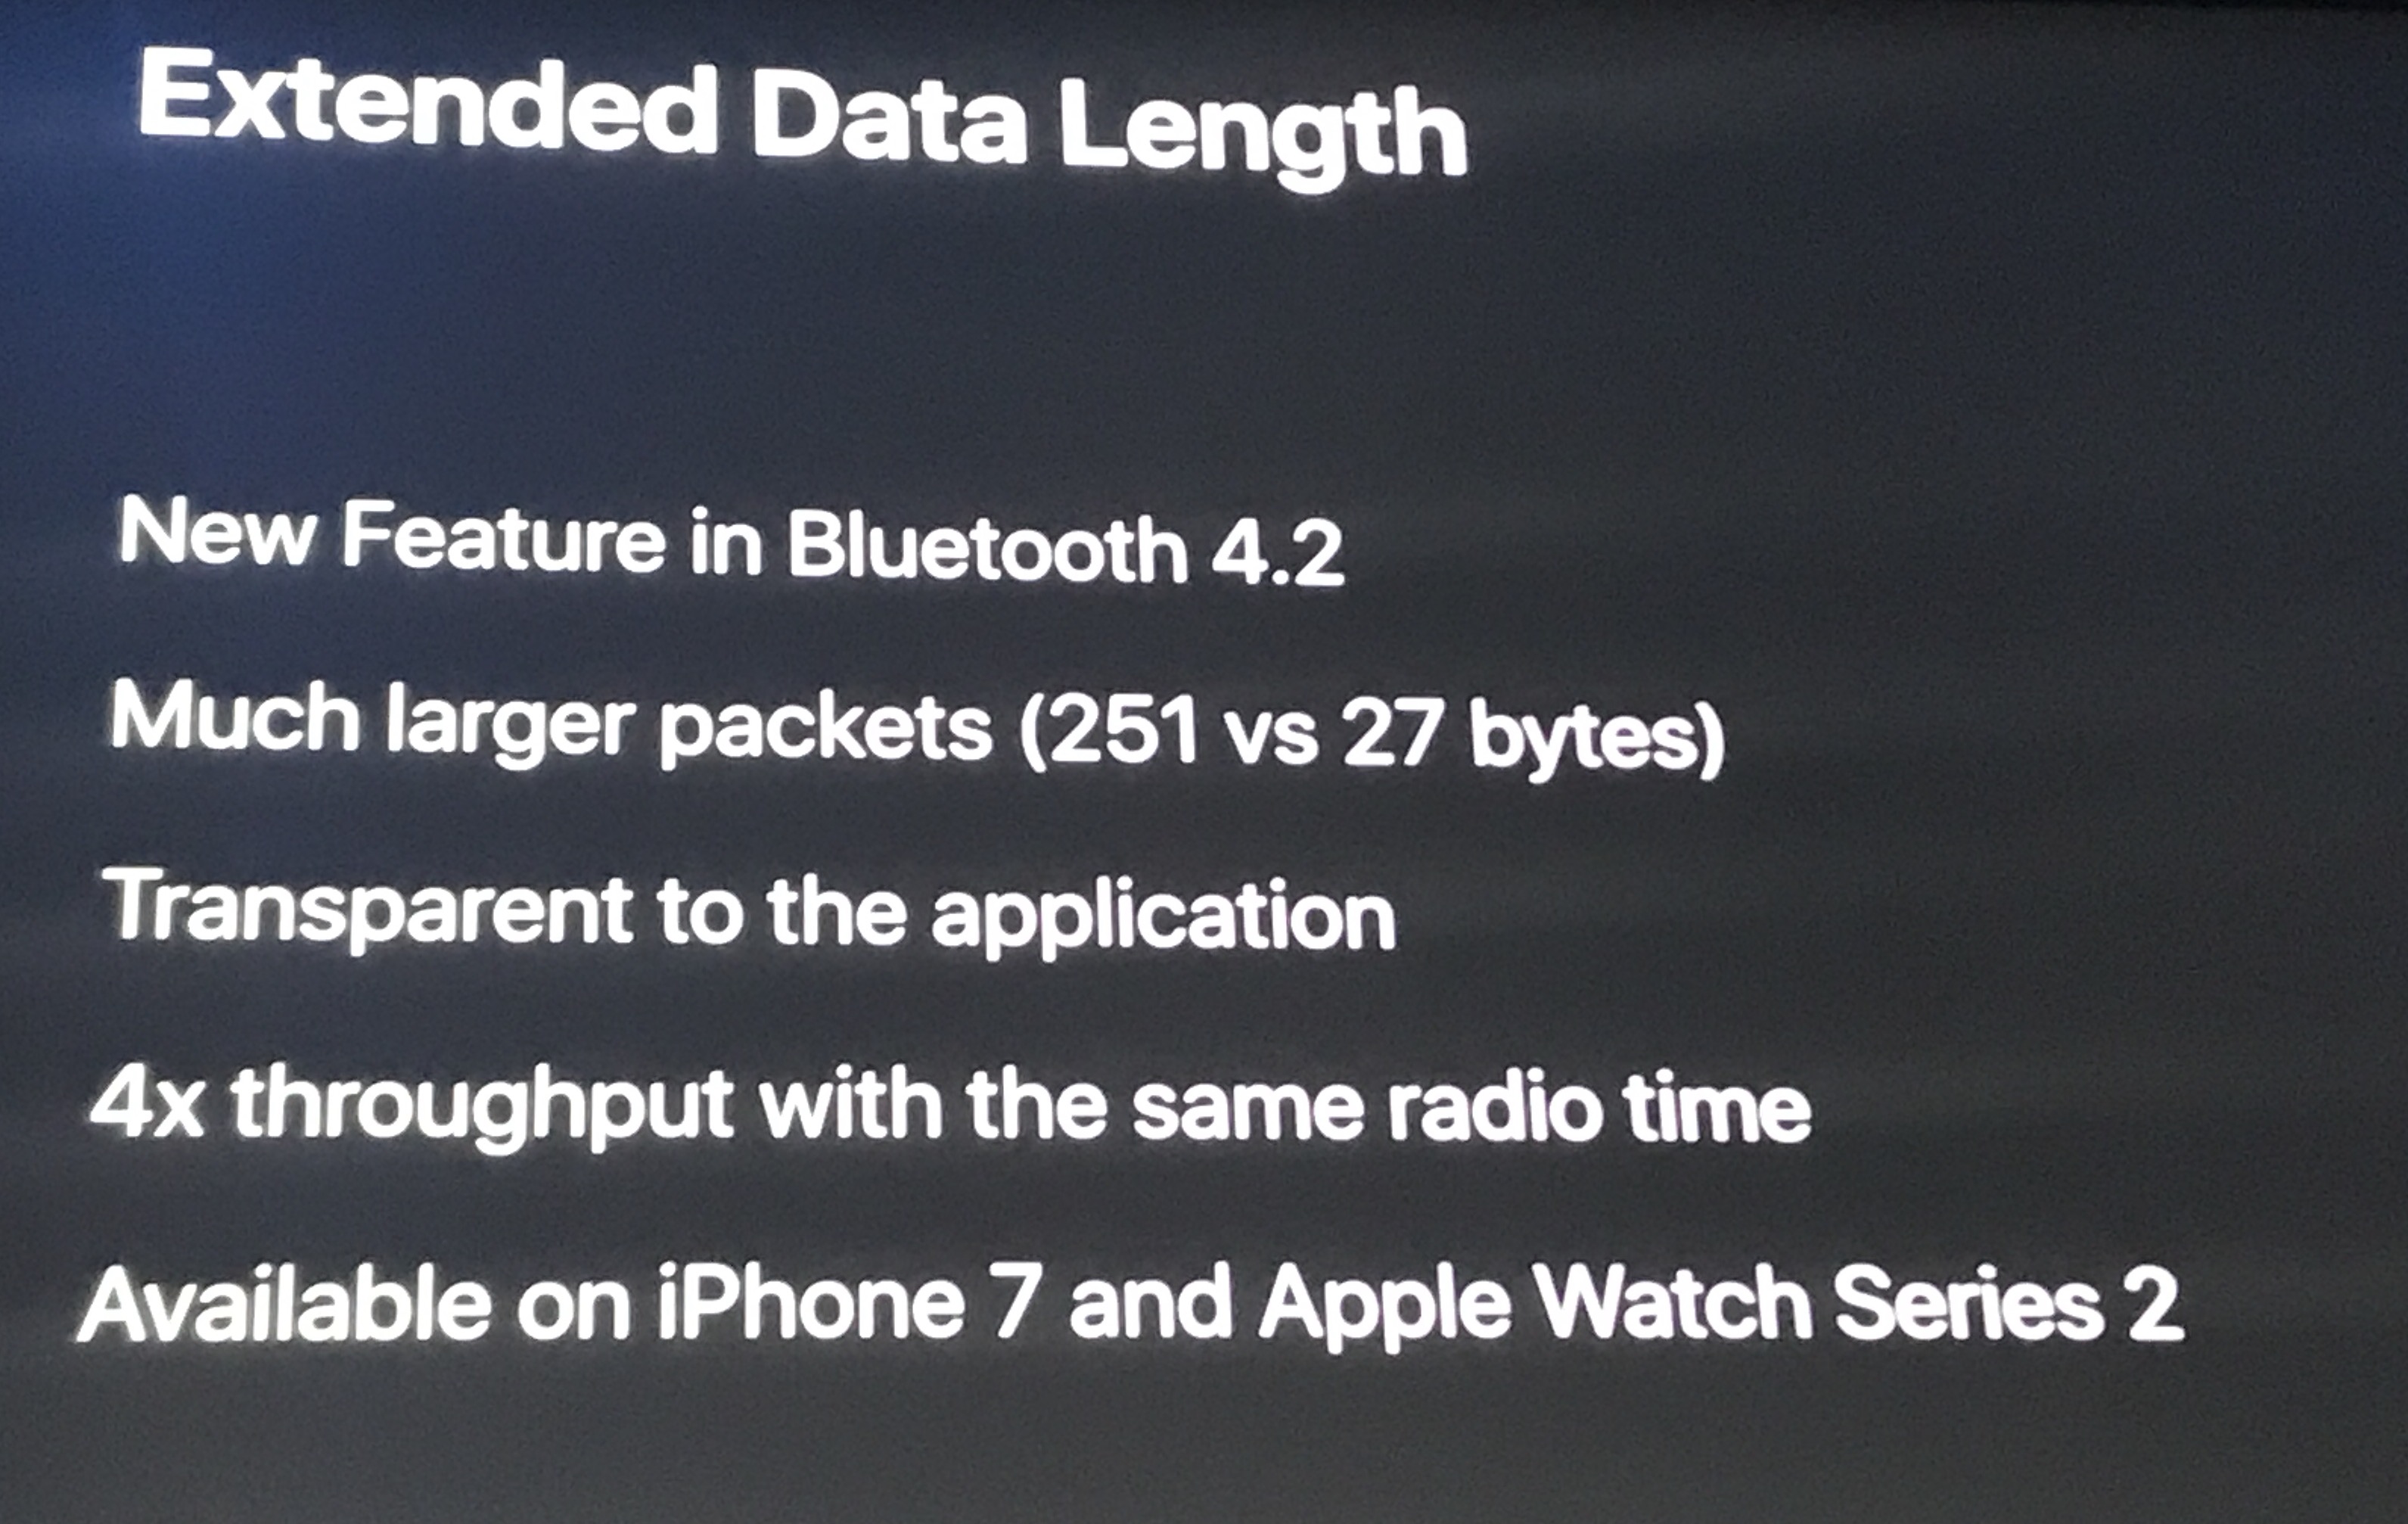 Extended Data Length
New Feature in Bluetooth 4.2
Much larger packets (251 vs 27 bytes)
Transparent to the application
4x throughput with the same radio time
Available on iPhone 7 and Apple Watch Series 2